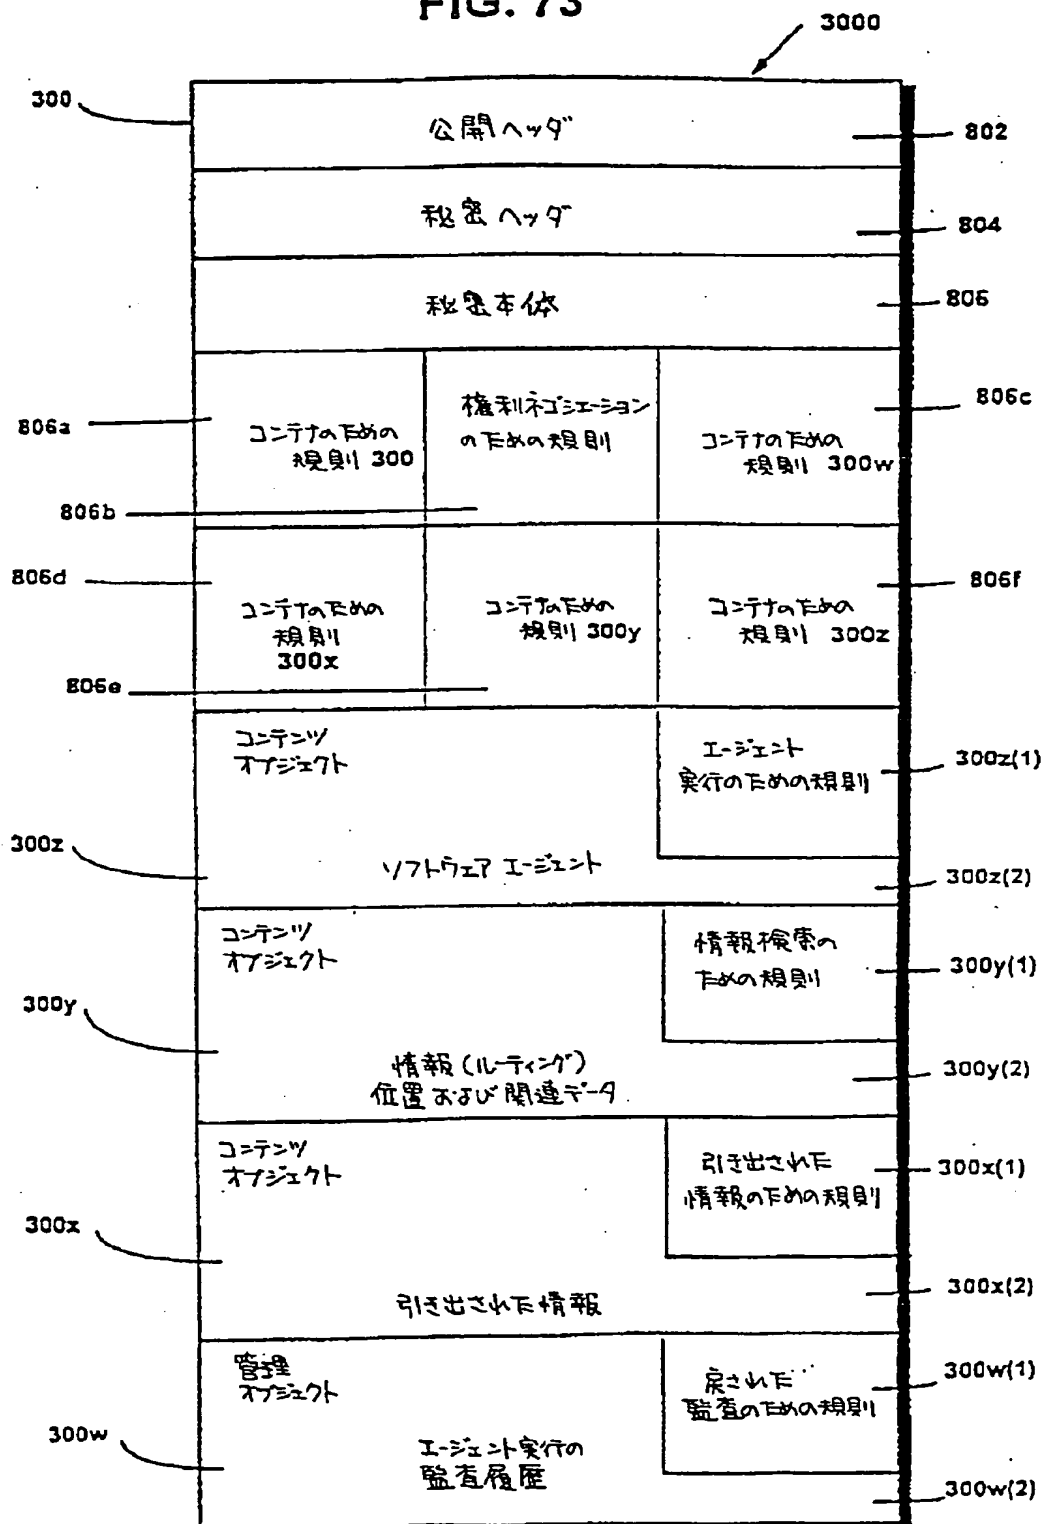 FIG. 73
3000
300
公開ヘッダ
802
秘密ヘッダ
804
秘密本体
806
806a
コンテナのための
規則 300
806b
権利ネゴシエーション
のための規則
806c
コンテナのための
規則 300w
806d
コンテナのための
規則
300x
806e
コンテナのための
規則 300y
806f
コンテナのための
規則 300z
コンテンツ
オブジェクト
エージェント
実行のための規則
300z(1)
300z
ソフトウェア エージェント
300z(2)
コンテンツ
オブジェクト
情報検索の
ための規則
300y(1)
300y
情報(ルーティング)
位置および関連データ
300y(2)
コンテンツ
オブジェクト
引き出された
情報のための規則
300x(1)
300x
引き出された情報
300x(2)
管理
オブジェクト
戻された
監査のための規則
300w(1)
300w
エージェント実行の
監査履歴
300w(2)